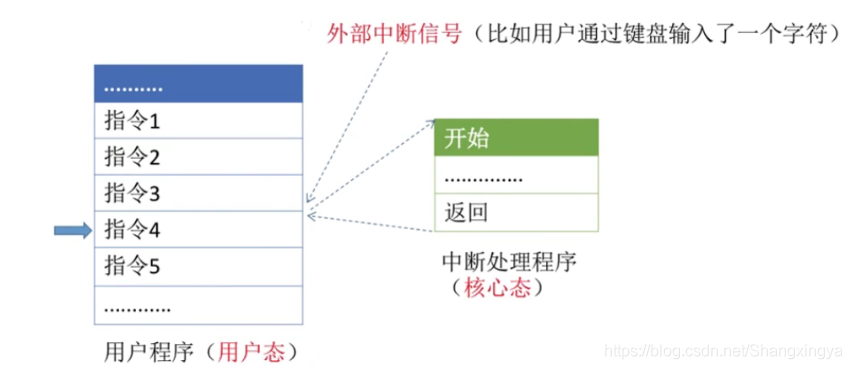 外部中断信号（比如用户通过键盘输入了一个字符）
..........
指令1
指令2
指令3
指令4
指令5
............
用户程序（用户态）
开始
..............
返回
中断处理程序
（核心态）
https://blog.csdn.net/Shangxingya